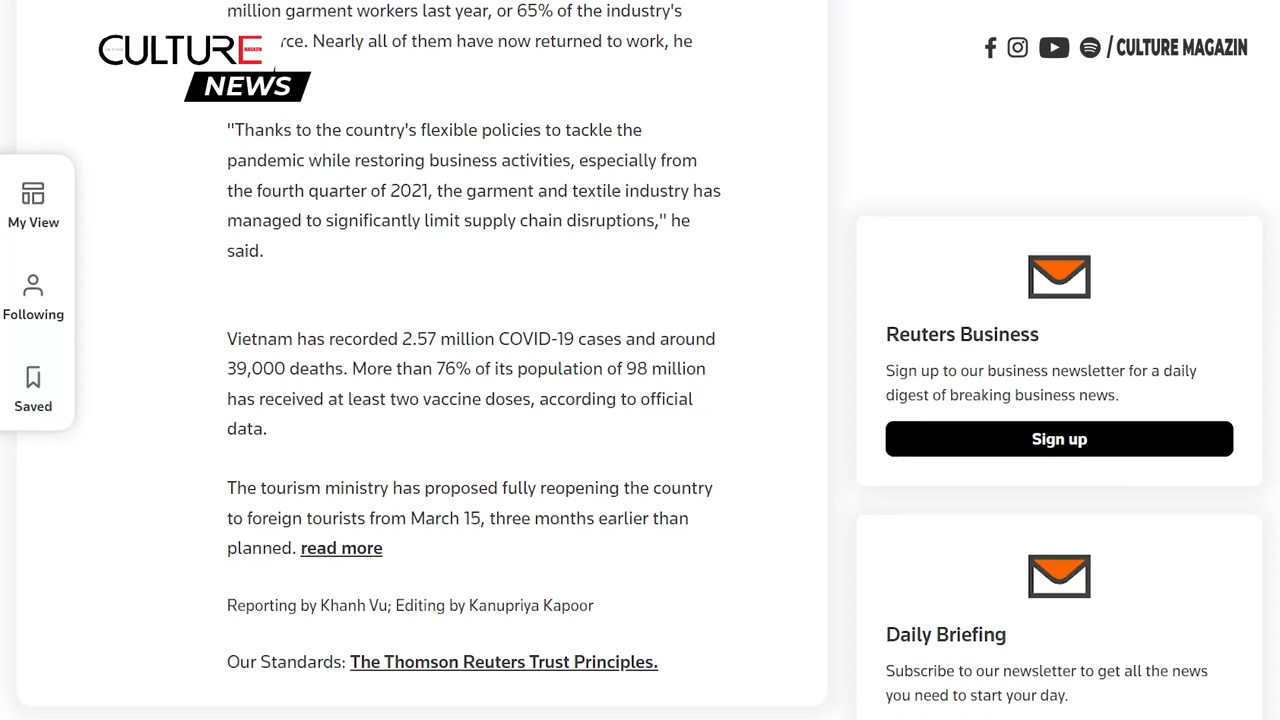 million garment workers last year, or 65% of the industry's
rce. Nearly all of them have now returned to work, he
CULTURE
MAGAZIN
NEWS
/ CULTURE MAGAZIN
"Thanks to the country's flexible policies to tackle the
pandemic while restoring business activities, especially from
the fourth quarter of 2021, the garment and textile industry has
managed to significantly limit supply chain disruptions," he
said.
Vietnam has recorded 2.57 million COVID-19 cases and around
39,000 deaths. More than 76% of its population of 98 million
has received at least two vaccine doses, according to official
data.
The tourism ministry has proposed fully reopening the country
to foreign tourists from March 15, three months earlier than
planned. read more
Reporting by Khanh Vu; Editing by Kanupriya Kapoor
Our Standards: The Thomson Reuters Trust Principles.
My View
Following
Saved
Reuters Business
Sign up to our business newsletter for a daily
digest of breaking business news.
Sign up
Daily Briefing
Subscribe to our newsletter to get all the news
you need to start your day.